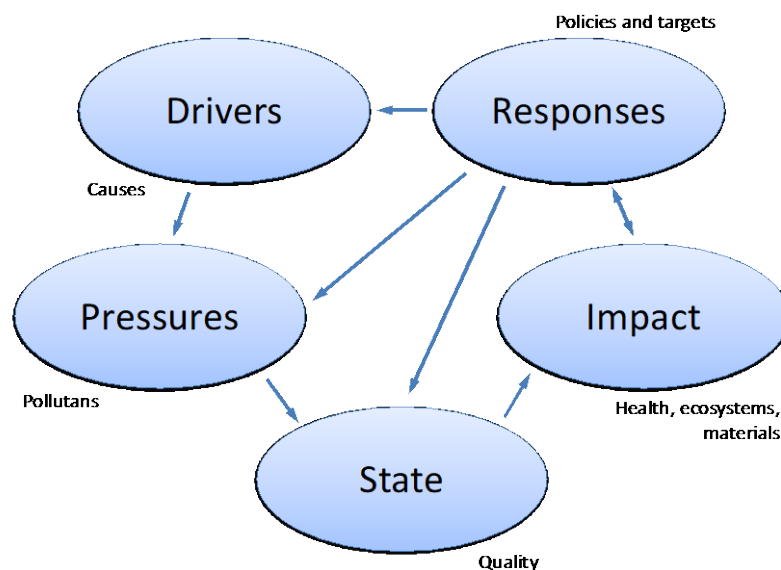 Policies and targets
Drivers
Responses
Causes
Pressures
Impact
Pollutans
Health, ecosystems,
materials
State
Quality